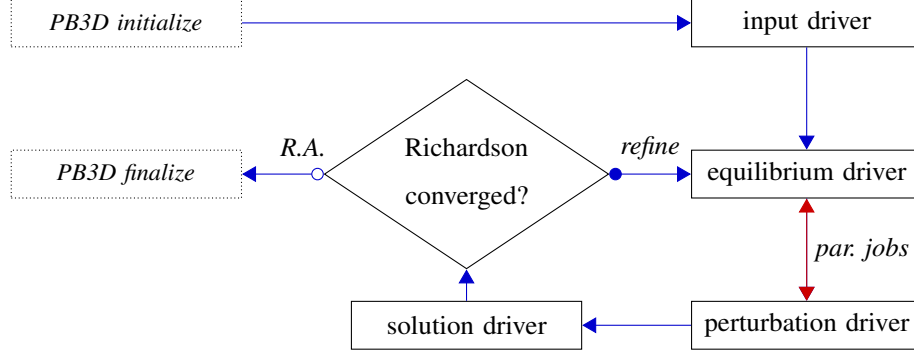 PB3D initialize
input driver
R.A.
Richardson
converged?
refine
PB3D finalize
equilibrium driver
par. jobs
solution driver
perturbation driver